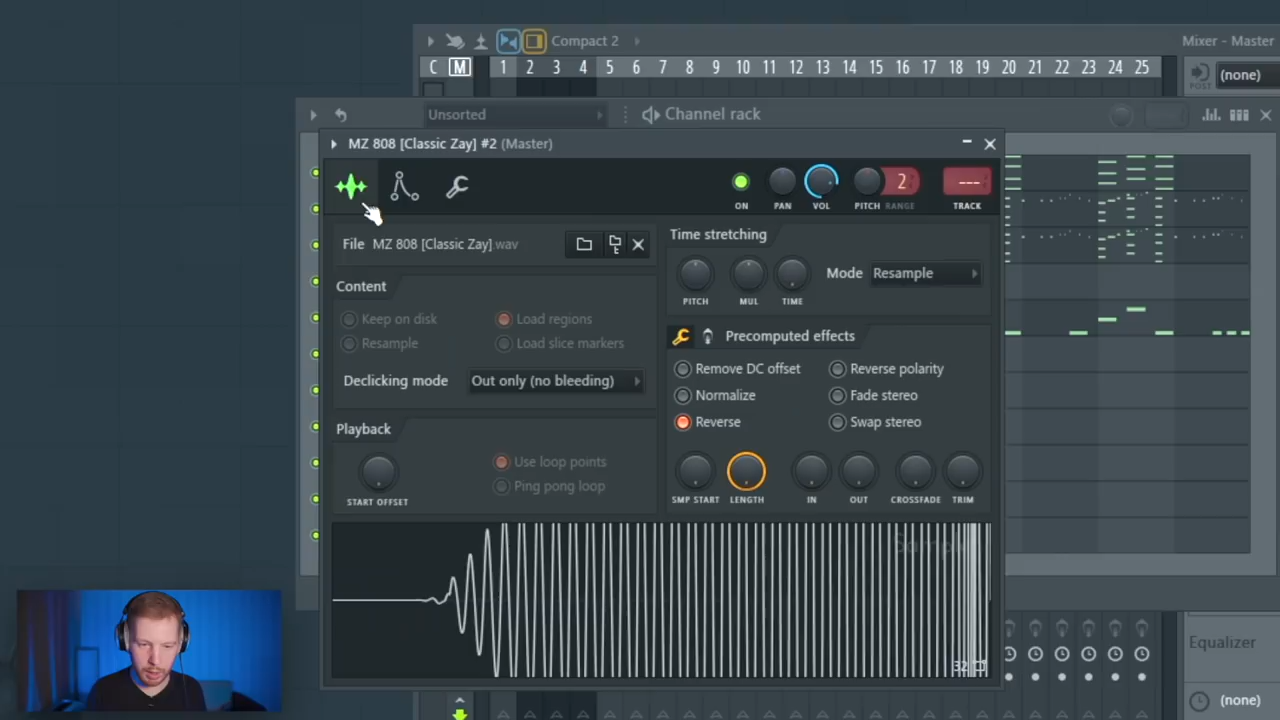 Compact 2
Mixer - Master
C M 1 2 3 4 5 6 7 8 9 10 11 12 13 14 15 16 17 18 19 20 21 22 23 24 25
POST
(none)
Unsorted
Channel rack
MZ 808 [Classic Zay] #2 (Master)
2
---
ON PAN VOL PITCH RANGE TRACK
File MZ 808 [Classic Zay].wav
Time stretching
PITCH MUL TIME
Mode Resample
Content
Keep on disk
Load regions
Resample
Load slice markers
Declicking mode Out only (no bleeding)
Precomputed effects
Remove DC offset
Reverse polarity
Normalize
Fade stereo
Reverse
Swap stereo
Playback
START OFFSET
Use loop points
Ping pong loop
SMP START LENGTH IN OUT CROSSFADE TRIM
Equalizer
(none)